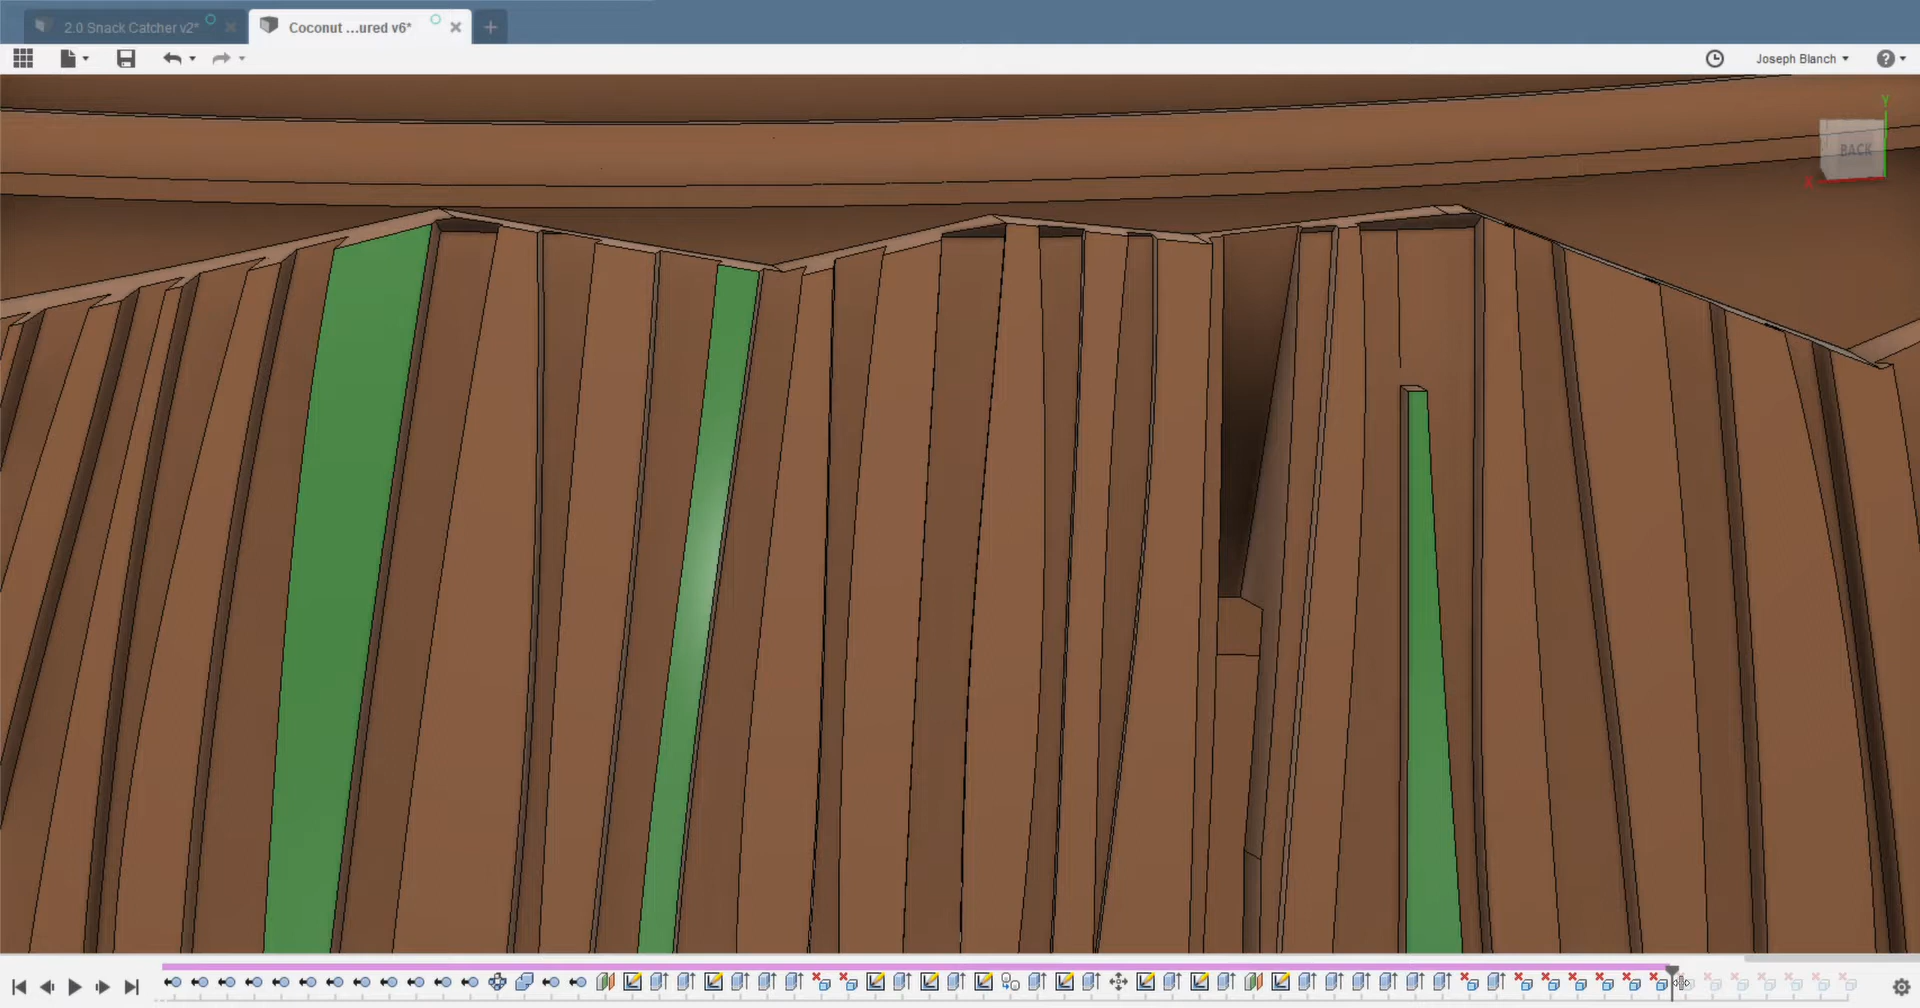 2.0 Snack Catcher v2*
Coconut ...ured v6*
Joseph Blanch
Y
BACK
X